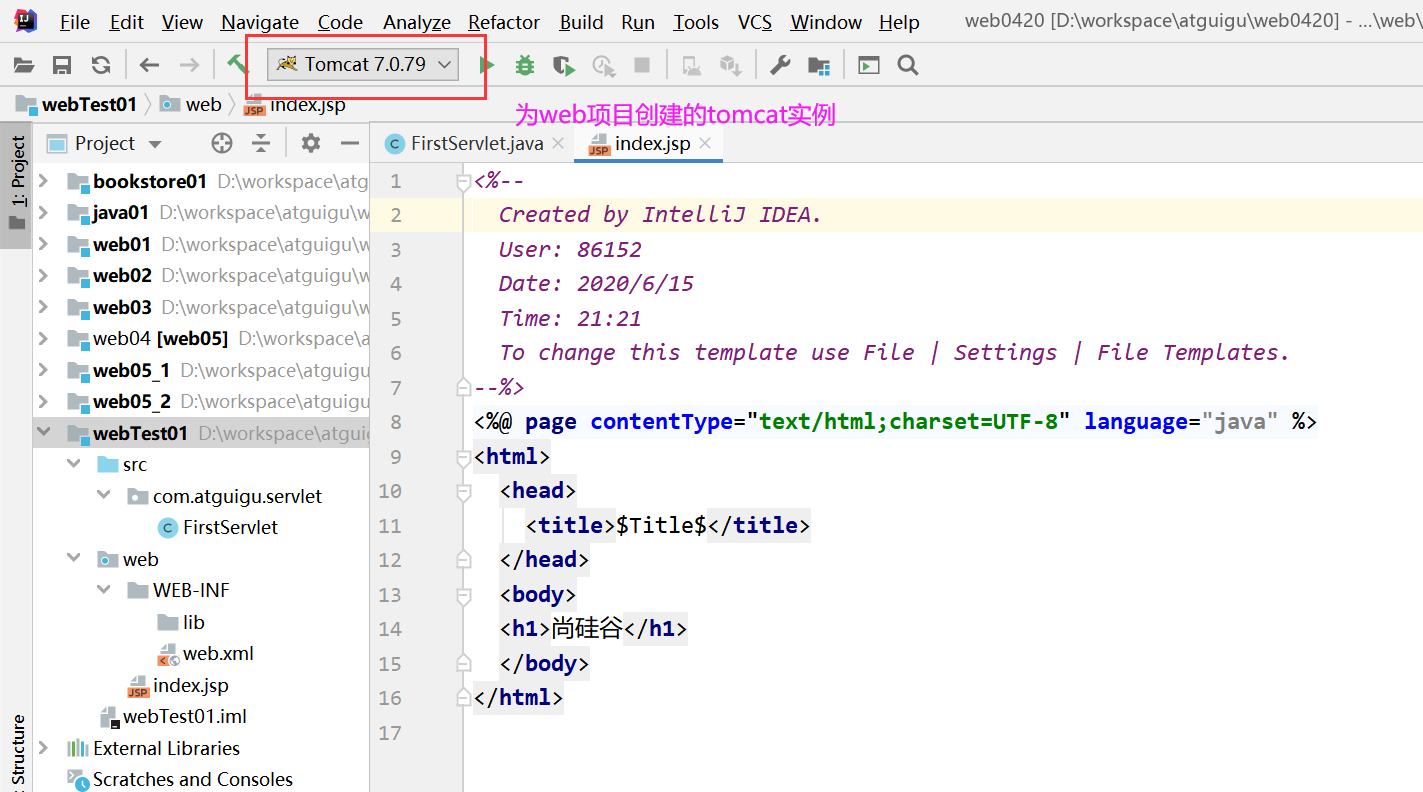 File Edit View Navigate Code Analyze Refactor Build Run Tools VCS Window Help web0420 [D:\workspace\atguigu\web0420] - ...\web\
Tomcat 7.0.79
webTest01 web index.jsp
为web项目创建的tomcat实例
1: Project
Structure
Project
bookstore01 D:\workspace\atg
java01 D:\workspace\atguigu\w
web01 D:\workspace\atguigu\w
web02 D:\workspace\atguigu\w
web03 D:\workspace\atguigu\w
web04 [web05] D:\workspace\a
web05_1 D:\workspace\atguigu
web05_2 D:\workspace\atguigu
webTest01 D:\workspace\atguig
src
com.atguigu.servlet
C FirstServlet
web
WEB-INF
lib
web.xml
JSP index.jsp
webTest01.iml
External Libraries
Scratches and Consoles
C FirstServlet.java JSP index.jsp
1 <%--
2 Created by IntelliJ IDEA.
3 User: 86152
4 Date: 2020/6/15
5 Time: 21:21
6 To change this template use File | Settings | File Templates.
7 --%>
8 <%@ page contentType="text/html;charset=UTF-8" language="java" %>
9 <html>
10 <head>
11 <title>$Title$</title>
12 </head>
13 <body>
14 <h1>尚硅谷</h1>
15 </body>
16 </html>
17